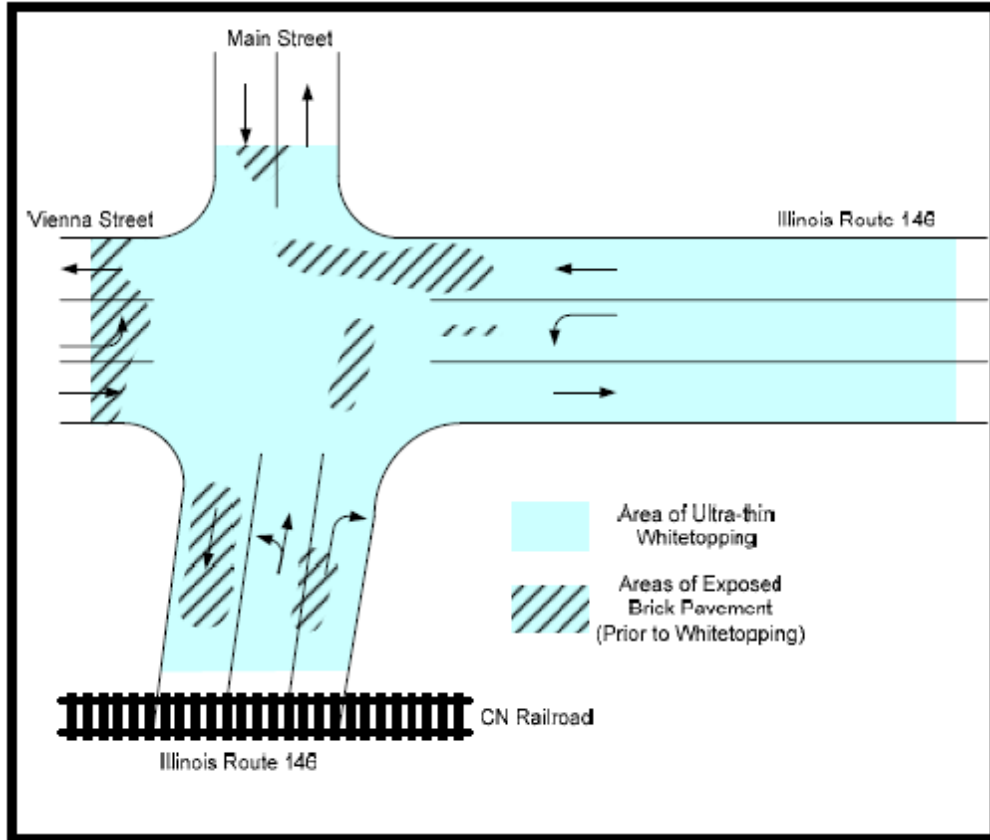 Main Street
Vienna Street
Illinois Route 146
Area of Ultra-thin
Whitetopping
Areas of Exposed
Brick Pavement
(Prior to Whitetopping)
CN Railroad
Illinois Route 146